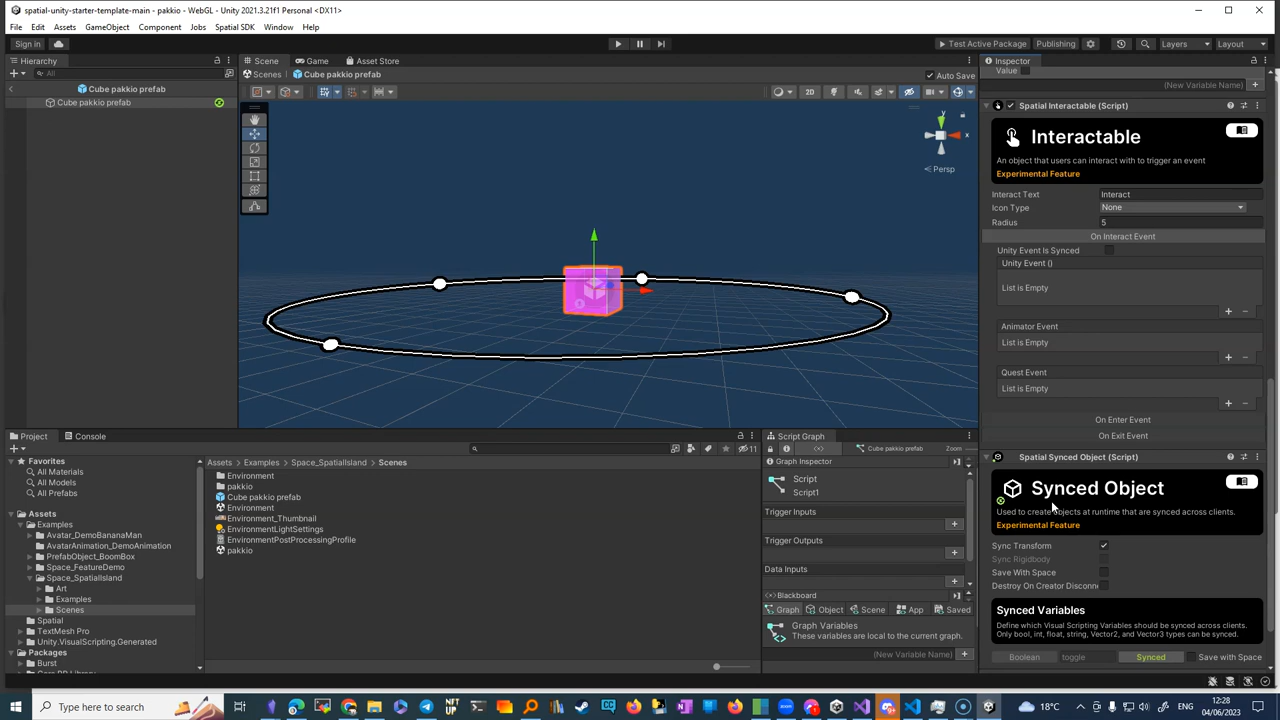 spatial-unity-starter-template-main - pakkio - WebGL - Unity 2021.3.21f1 Personal <DX11>
File Edit Assets GameObject Component Jobs Spatial SDK Window Help
Sign in
Test Active Package Publishing Layers Layout
Hierarchy
All
Cube pakkio prefab
Cube pakkio prefab
Scene Game Asset Store
Scenes Cube pakkio prefab Auto Save
2D
y
x
Persp
Inspector
Value
(New Variable Name)
Spatial Interactable (Script)
Interactable
An object that users can interact with to trigger an event
Experimental Feature
Interact Text Interact
Icon Type None
Radius 5
On Interact Event
Unity Event Is Synced
Unity Event ()
List is Empty
Animator Event
List is Empty
Quest Event
List is Empty
On Enter Event
On Exit Event
Spatial Synced Object (Script)
Synced Object
Used to create objects at runtime that are synced across clients.
Experimental Feature
Sync Transform
Sync Rigidbody
Save With Space
Destroy On Creator Disconne
Synced Variables
Define which Visual Scripting Variables should be synced across clients.
Only bool, int, float, string, Vector2, and Vector3 types can be synced.
Boolean toggle Synced Save with Space
Project Console
11
Favorites
All Materials
All Models
All Prefabs
Assets
Examples
Avatar_DemoBananaMan
AvatarAnimation_DemoAnimation
PrefabObject_BoomBox
Space_FeatureDemo
Space_SpatialIsland
Art
Examples
Scenes
Spatial
TextMesh Pro
Unity.VisualScripting.Generated
Packages
Burst
Assets > Examples > Space_SpatialIsland > Scenes
Environment
pakkio
Cube pakkio prefab
Environment
Environment_Thumbnail
EnvironmentLightSettings
EnvironmentPostProcessingProfile
pakkio
Script Graph
Cube pakkio prefab Zoom
Graph Inspector
Script
Script1
Trigger Inputs
Trigger Outputs
Data Inputs
Blackboard
Graph Object Scene App Saved
Graph Variables
These variables are local to the current graph.
(New Variable Name)
Type here to search
18°C
ENG
12:28
04/06/2023